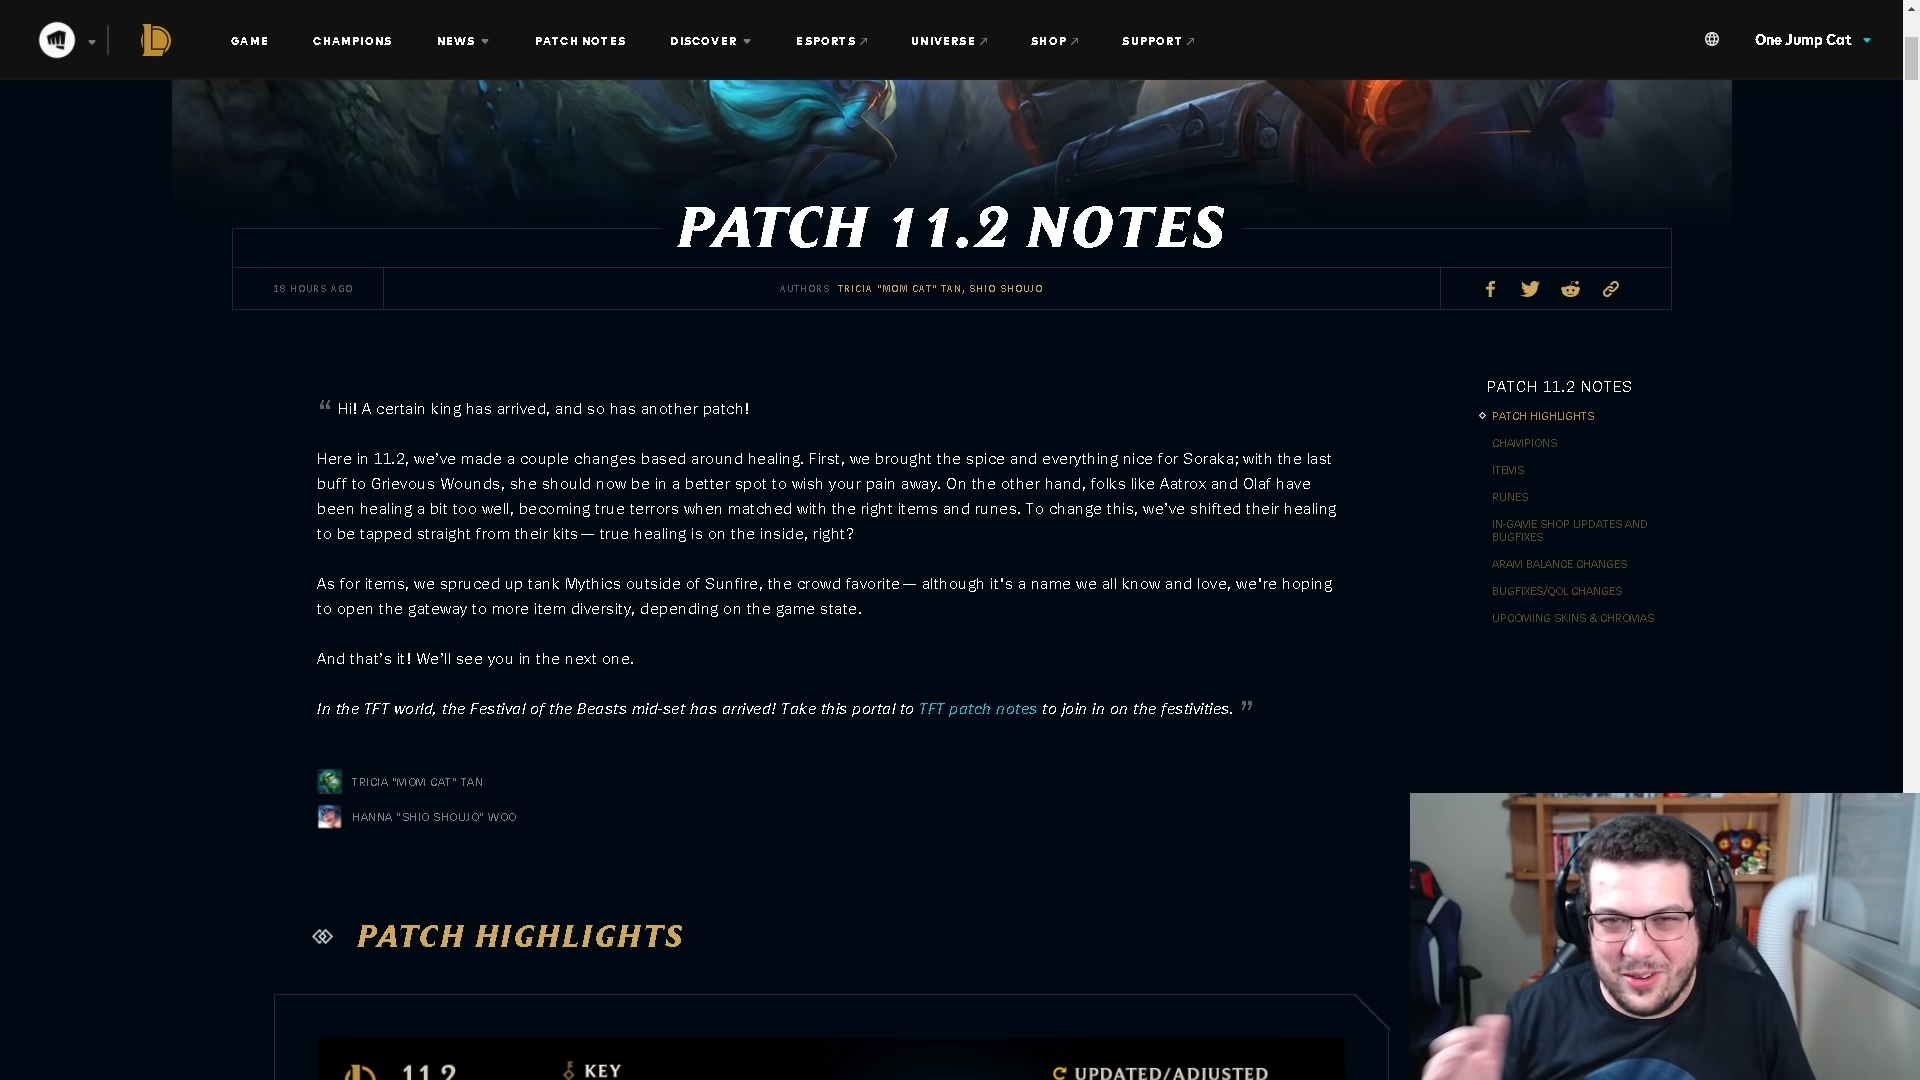 GAME CHAMPIONS NEWS PATCH NOTES DISCOVER ESPORTS UNIVERSE SHOP SUPPORT One Jump Cat
PATCH 11.2 NOTES
18 HOURS AGO AUTHORS TRICIA "MOM CAT" TAN, SHIO SHOUJO
“ Hi! A certain king has arrived, and so has another patch!
Here in 11.2, we’ve made a couple changes based around healing. First, we brought the spice and everything nice for Soraka; with the last
buff to Grievous Wounds, she should now be in a better spot to wish your pain away. On the other hand, folks like Aatrox and Olaf have
been healing a bit too well, becoming true terrors when matched with the right items and runes. To change this, we’ve shifted their healing
to be tapped straight from their kits— true healing is on the inside, right?
As for items, we spruced up tank Mythics outside of Sunfire, the crowd favorite— although it's a name we all know and love, we're hoping
to open the gateway to more item diversity, depending on the game state.
And that’s it! We’ll see you in the next one.
In the TFT world, the Festival of the Beasts mid-set has arrived! Take this portal to TFT patch notes to join in on the festivities. ”
TRICIA "MOM CAT" TAN
HANNA "SHIO SHOUJO" WOO
PATCH HIGHLIGHTS
11.2 KEY UPDATED/ADJUSTED
PATCH 11.2 NOTES
PATCH HIGHLIGHTS
CHAMPIONS
ITEMS
RUNES
IN-GAME SHOP UPDATES AND
BUGFIXES
ARAM BALANCE CHANGES
BUGFIXES/QOL CHANGES
UPCOMING SKINS & CHROMAS